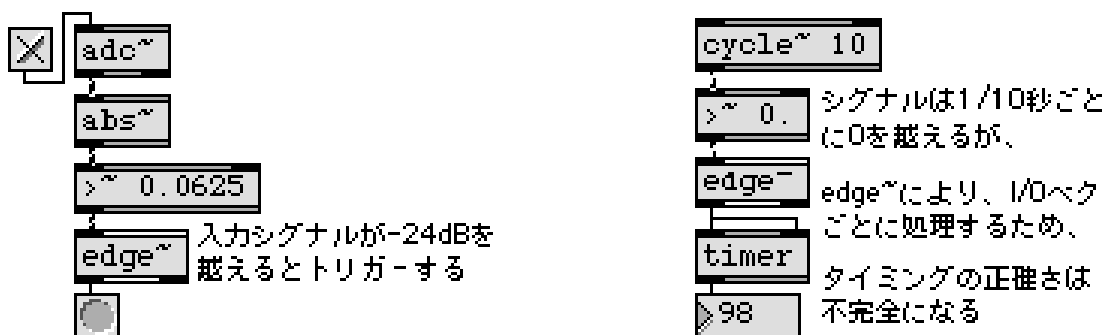 adc~
abs~
>~ 0.0625
edge~
入力シグナルが-24dBを
越えるとトリガーする
cycle~ 10
>~ 0.
シグナルは1/10秒ごと
に0を越えるが、
edge~
edge~により、I/Oベク
ごとに処理するため、
timer
タイミングの正確さは
不完全になる
98